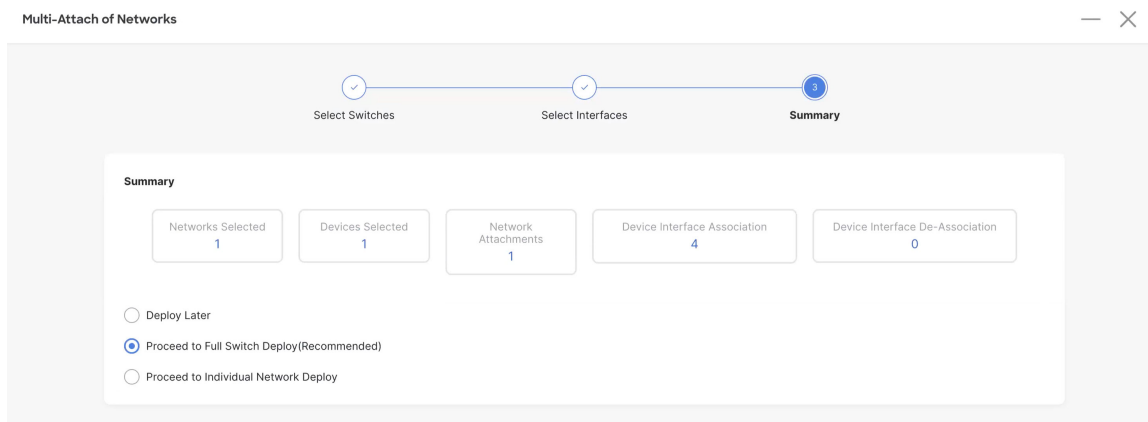 Multi-Attach of Networks
3
Select Switches
Select Interfaces
Summary
Summary
Networks Selected
1
Devices Selected
1
Network
Attachments
1
Device Interface Association
4
Device Interface De-Association
0
Deploy Later
Proceed to Full Switch Deploy(Recommended)
Proceed to Individual Network Deploy